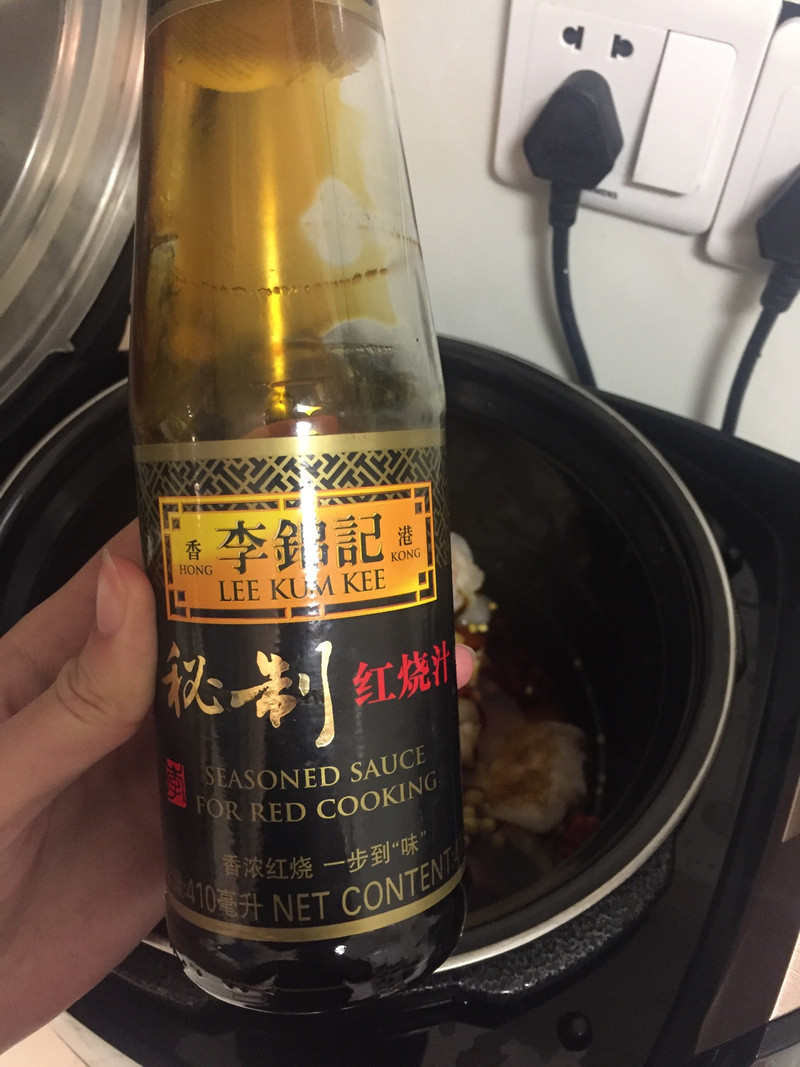 香 李錦記 港
HONG LEE KUM KEE KONG
秘制 红烧汁
SEASONED SAUCE
FOR RED COOKING
香浓红烧 一步到“味”
410毫升 NET CONTENT: